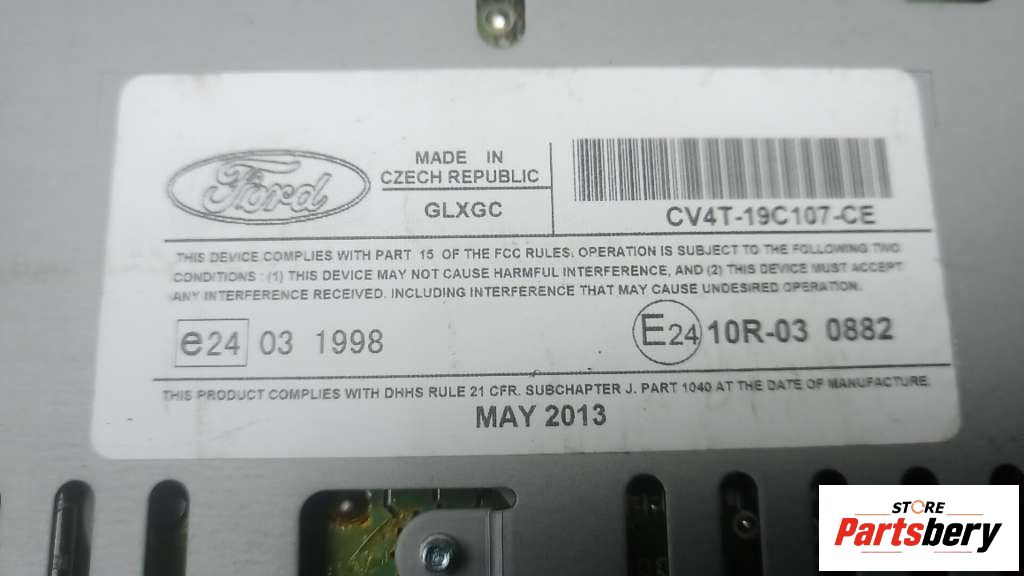 Ford
MADE IN
CZECH REPUBLIC
GLXGC
CV4T-19C107-CE
THIS DEVICE COMPLIES WITH PART 15 OF THE FCC RULES. OPERATION IS SUBJECT TO THE FOLLOWING TWO
CONDITIONS : (1) THIS DEVICE MAY NOT CAUSE HARMFUL INTERFERENCE, AND (2) THIS DEVICE MUST ACCEPT
ANY INTERFERENCE RECEIVED. INCLUDING INTERFERENCE THAT MAY CAUSE UNDESIRED OPERATION.
e24 03 1998
E24 10R-03 0882
THIS PRODUCT COMPLIES WITH DHHS RULE 21 CFR. SUBCHAPTER J. PART 1040 AT THE DATE OF MANUFACTURE.
MAY 2013
STORE
Partsbery